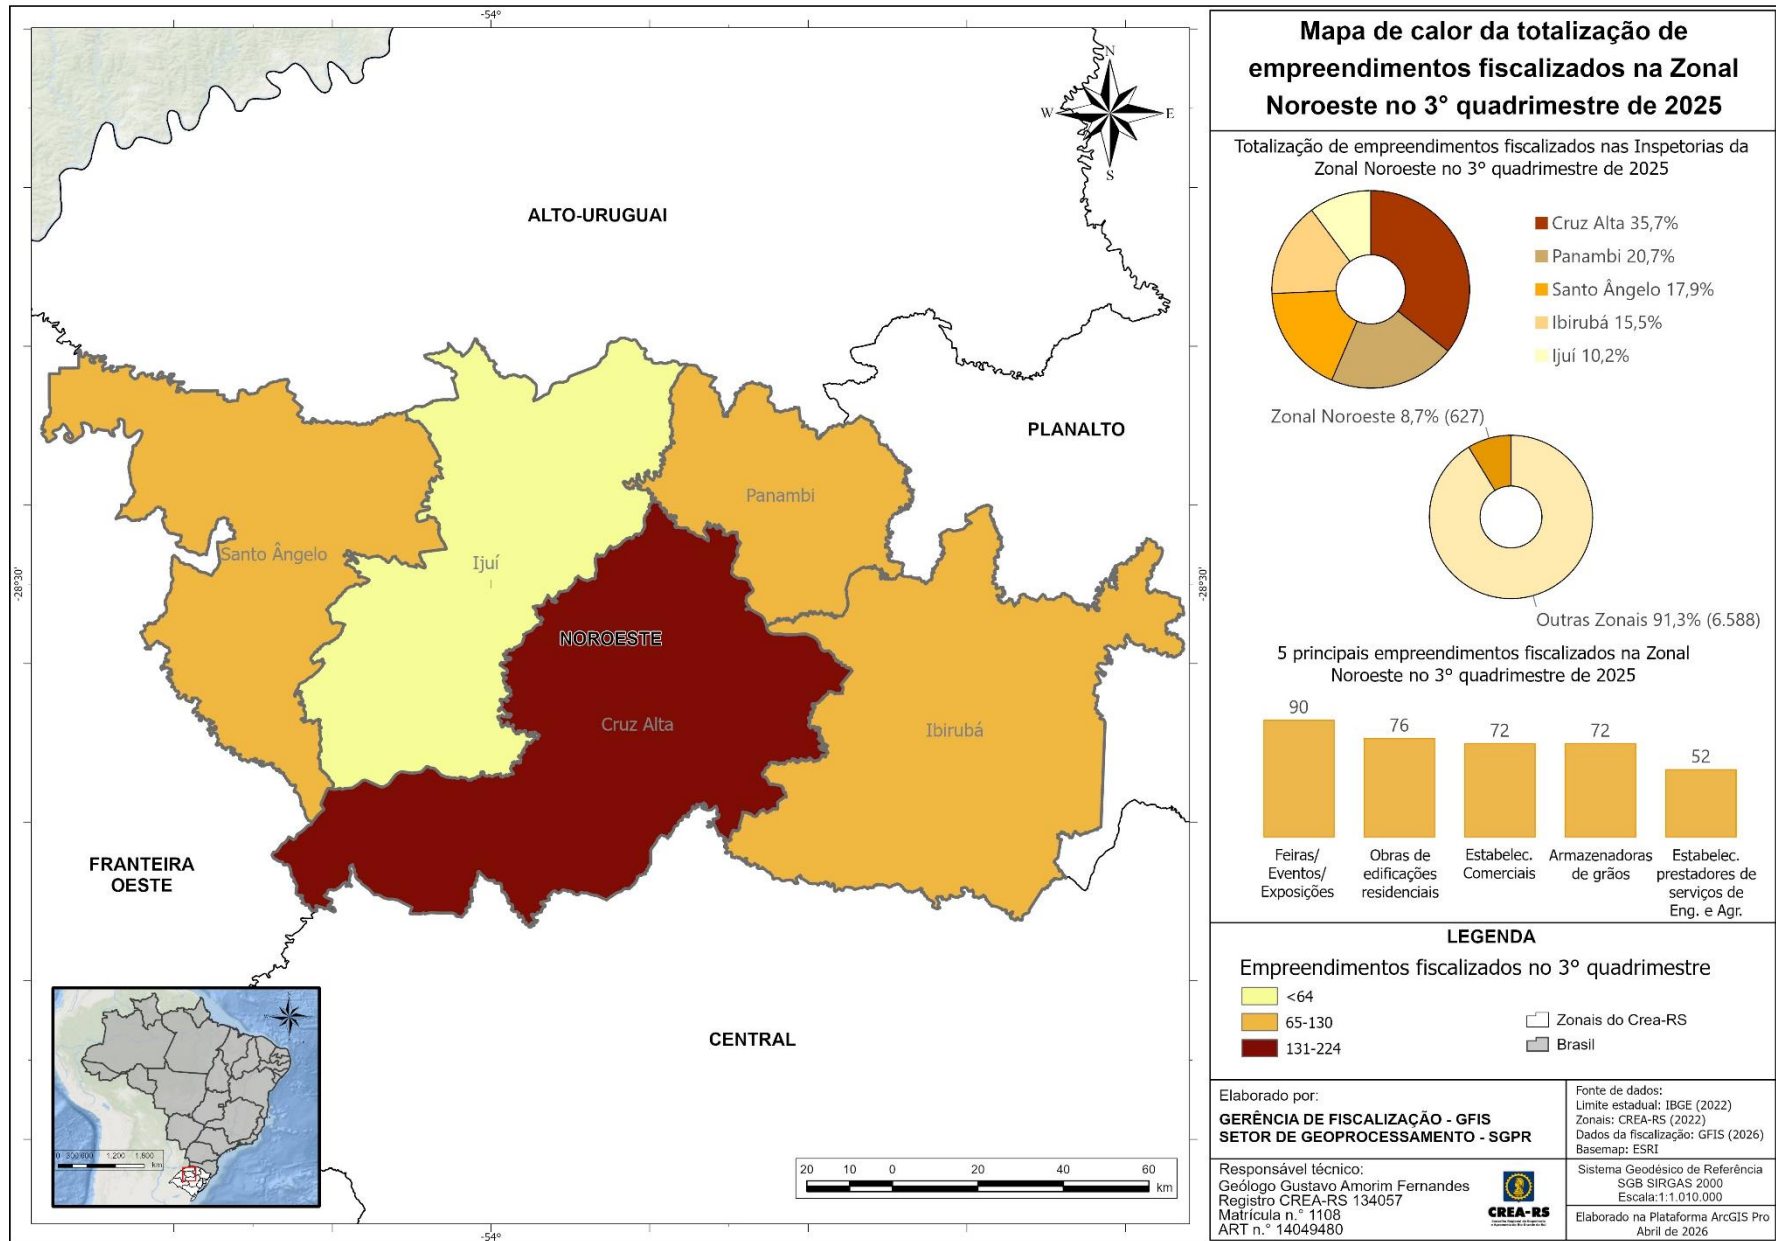 -54°
Mapa de calor da totalização de
empreendimentos fiscalizados na Zonal
Noroeste no 3° quadrimestre de 2025
N
W
E
S
ALTO-URUGUAI
PLANALTO
Panambi
Santo Ângelo
Ijuí
NOROESTE
Cruz Alta
Ibirubá
FRANTEIRA
OESTE
CENTRAL
-28°30'
-28°30'
Totalização de empreendimentos fiscalizados nas Inspetorias da
Zonal Noroeste no 3° quadrimestre de 2025
Cruz Alta 35,7%
Panambi 20,7%
Santo Ângelo 17,9%
Ibirubá 15,5%
Ijuí 10,2%
Zonal Noroeste 8,7% (627)
Outras Zonais 91,3% (6.588)
5 principais empreendimentos fiscalizados na Zonal
Noroeste no 3° quadrimestre de 2025
90
76
72
72
52
Feiras/
Eventos/
Exposições
Obras de
edificações
residenciais
Estabelec.
Comerciais
Armazenadoras
de grãos
Estabelec.
prestadores de
serviços de
Eng. e Agr.
LEGENDA
Empreendimentos fiscalizados no 3° quadrimestre
<64
65-130
131-224
Zonais do Crea-RS
Brasil
0 300600 1.200 1.800
km
20 10 0 20 40 60
km
-54°
Elaborado por:
GERÊNCIA DE FISCALIZAÇÃO - GFIS
SETOR DE GEOPROCESSAMENTO - SGPR
Fonte de dados:
Limite estadual: IBGE (2022)
Zonais: CREA-RS (2022)
Dados da fiscalização: GFIS (2026)
Basemap: ESRI
Responsável técnico:
Geólogo Gustavo Amorim Fernandes
Registro CREA-RS 134057
Matrícula n.° 1108
ART n.° 14049480
CREA-RS
Sistema Geodésico de Referência
SGB SIRGAS 2000
Escala:1:1.010.000
Elaborado na Plataforma ArcGIS Pro
Abril de 2026